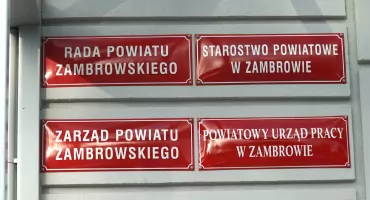 RADA POWIATU
ZAMBROWSKIEGO
STAROSTWO POWIATOWE
W ZAMBROWIE
ZARZĄD POWIATU
ZAMBROWSKIEGO
POWIATOWY URZĄD PRACY
W ZAMBROWIE